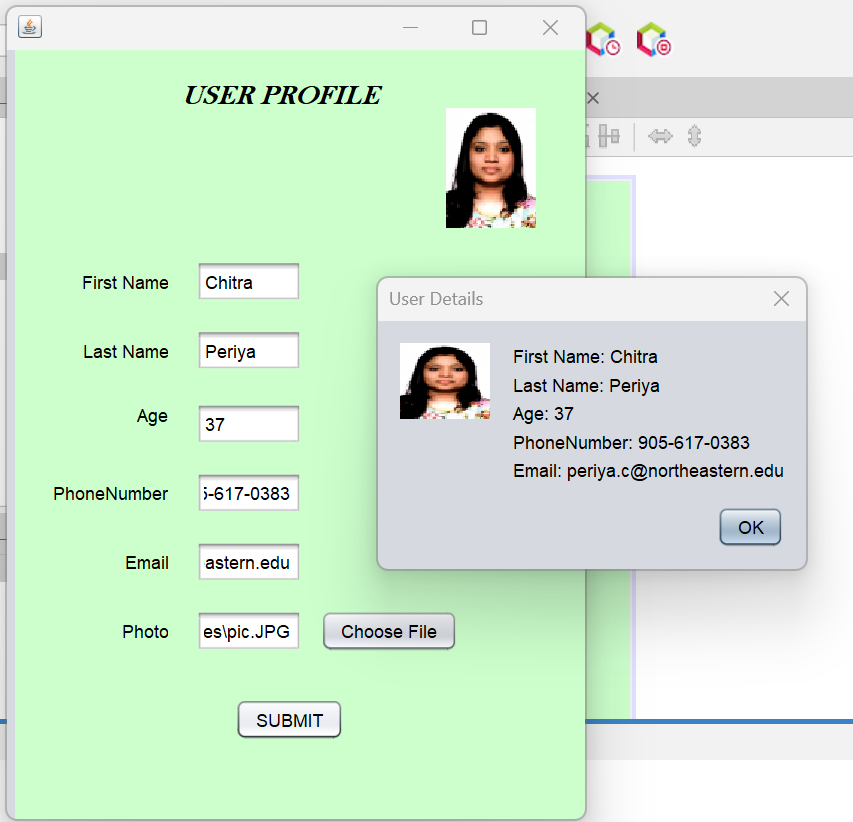 USER PROFILE
First Name Chitra
Last Name Periya
Age 37
PhoneNumber 5-617-0383
Email astern.edu
Photo es\pic.JPG Choose File
SUBMIT
User Details
First Name: Chitra
Last Name: Periya
Age: 37
PhoneNumber: 905-617-0383
Email: periya.c@northeastern.edu
OK